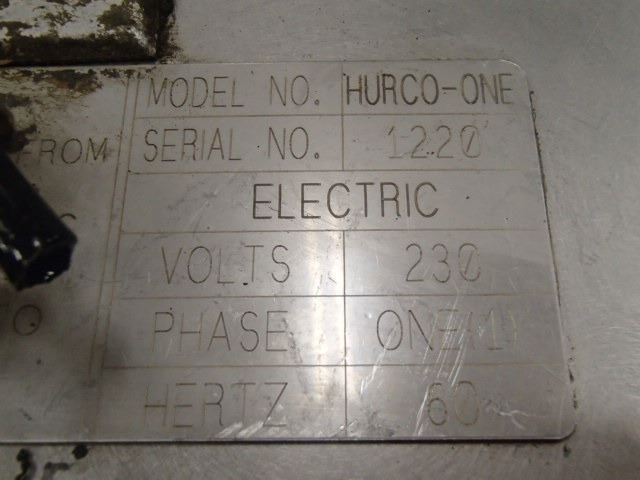 MODEL NO. HURCO-ONE
FROM
SERIAL NO. 1220
ELECTRIC
VOLTS 230
PHASE ONE(1)
HERTZ 60